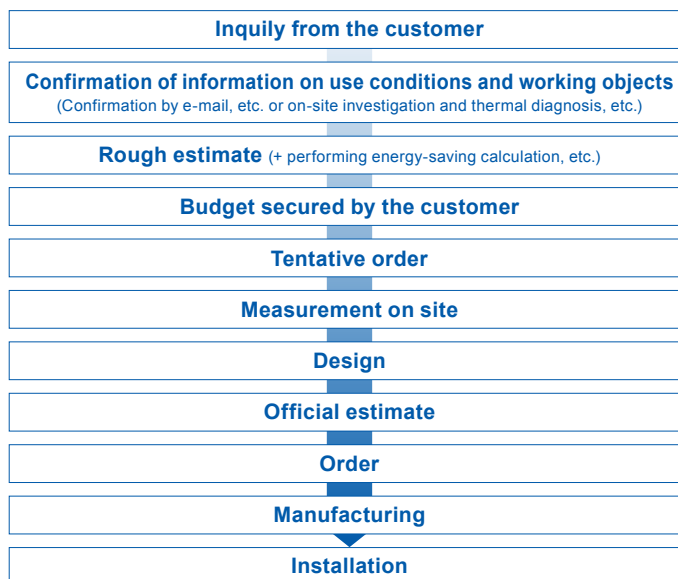 Inquily from the customer
Confirmation of information on use conditions and working objects
(Confirmation by e-mail, etc. or on-site investigation and thermal diagnosis, etc.)
Rough estimate (+ performing energy-saving calculation, etc.)
Budget secured by the customer
Tentative order
Measurement on site
Design
Official estimate
Order
Manufacturing
Installation